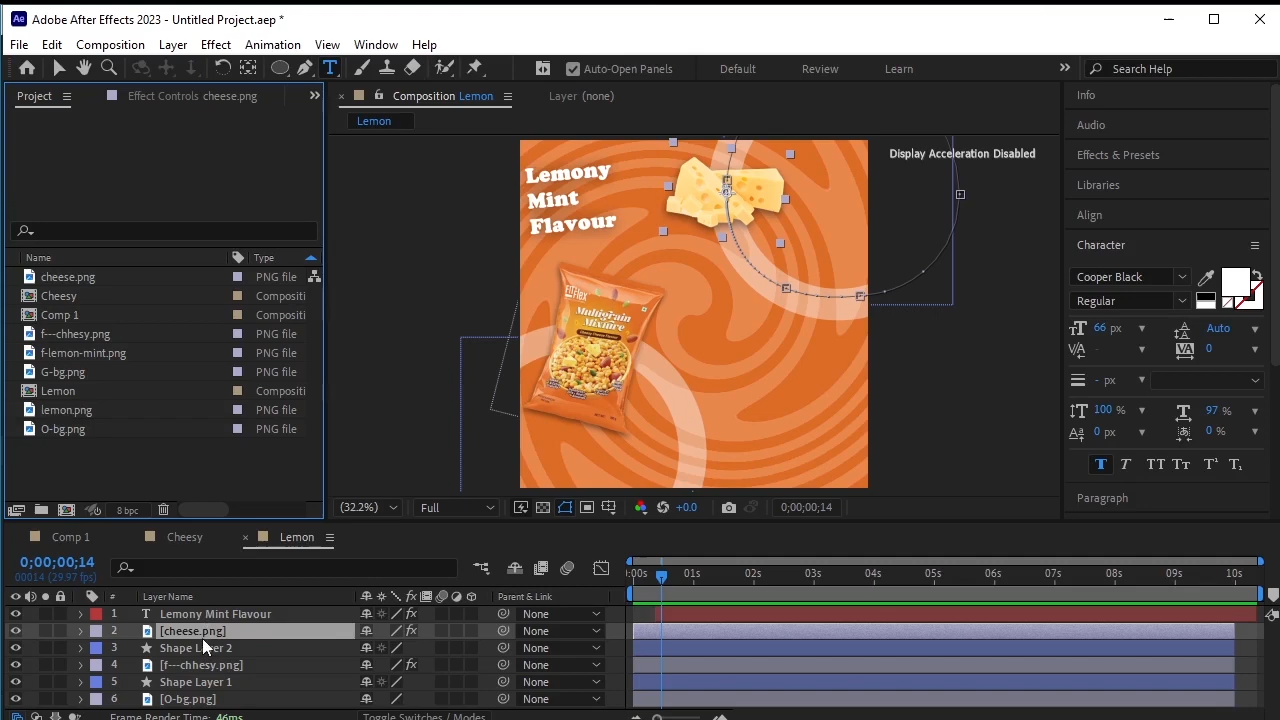 Adobe After Effects 2023 - Untitled Project.aep *
File Edit Composition Layer Effect Animation View Window Help
Auto-Open Panels Default Review Learn Search Help
Project Effect Controls cheese.png
Composition Lemon Layer (none)
Lemon
Display Acceleration Disabled
Lemony
Mint
Flavour
FitFlex
Multigrain
Mixture
Name Type
cheese.png PNG file
Cheesy Compositi
Comp 1 Compositi
f---chhesy.png PNG file
f-lemon-mint.png PNG file
G-bg.png PNG file
Lemon Compositi
lemon.png PNG file
O-bg.png PNG file
8 bpc
(32.2%) Full +0.0 0;00;00;14
Info
Audio
Effects & Presets
Libraries
Align
Character
Cooper Black
Regular
66 px Auto
- 0
- px
100 % 97 %
0 px 0 %
T T TT Tт T¹ T₁
Paragraph
Comp 1 Cheesy Lemon
0;00;00;14
00014 (29.97 fps)
:00s 01s 02s 03s 04s 05s 06s 07s 08s 09s 10s
# Layer Name Parent & Link
1 T Lemony Mint Flavour None
2 [cheese.png] None
3 Shape Layer 2 None
4 [f---chhesy.png] None
5 Shape Layer 1 None
6 [O-bg.png] None
Frame Render Time: 46ms Toggle Switches / Modes